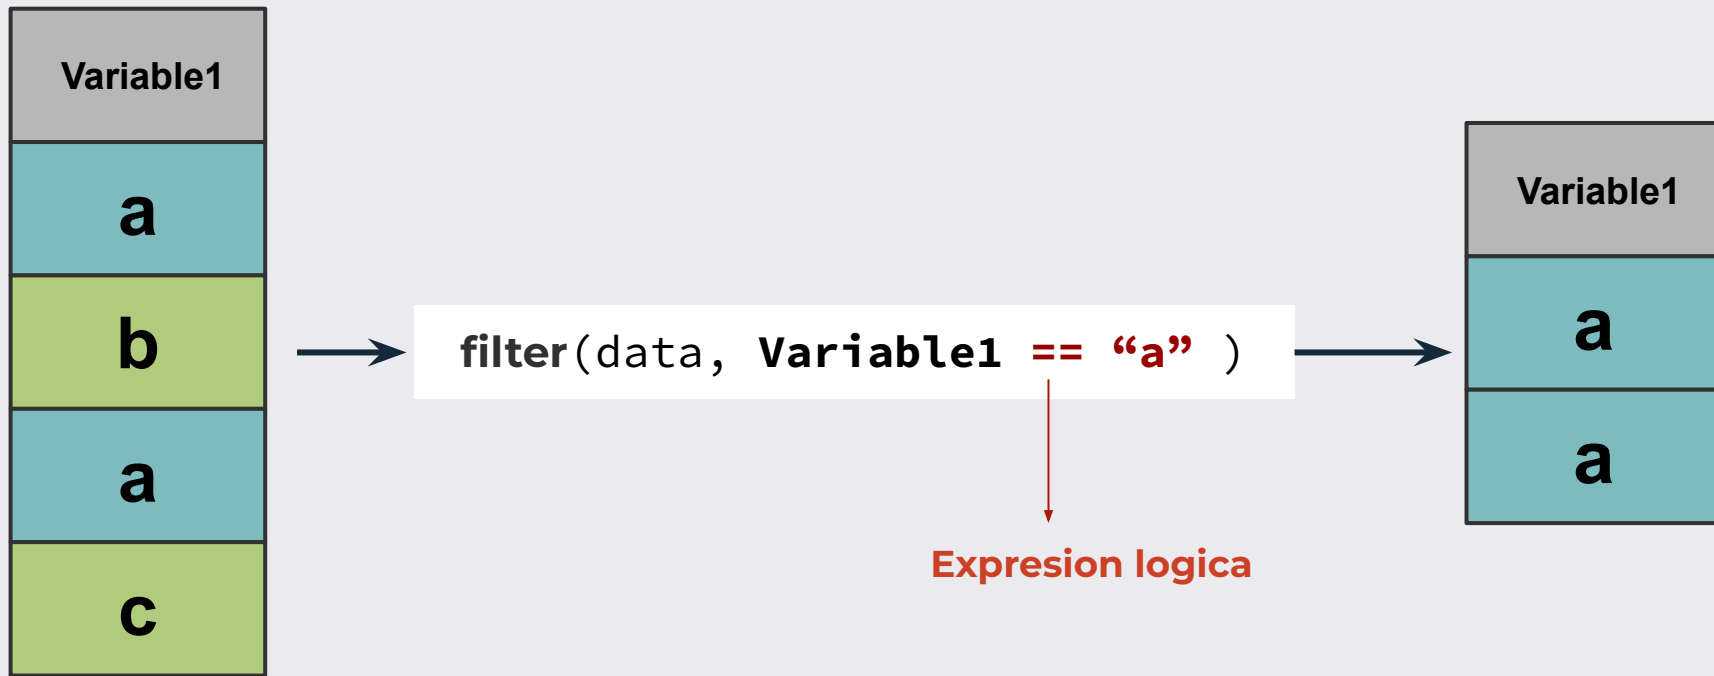 Variable1
a
b
a
c
filter(data, Variable1 == “a” )
Expresion logica
Variable1
a
a